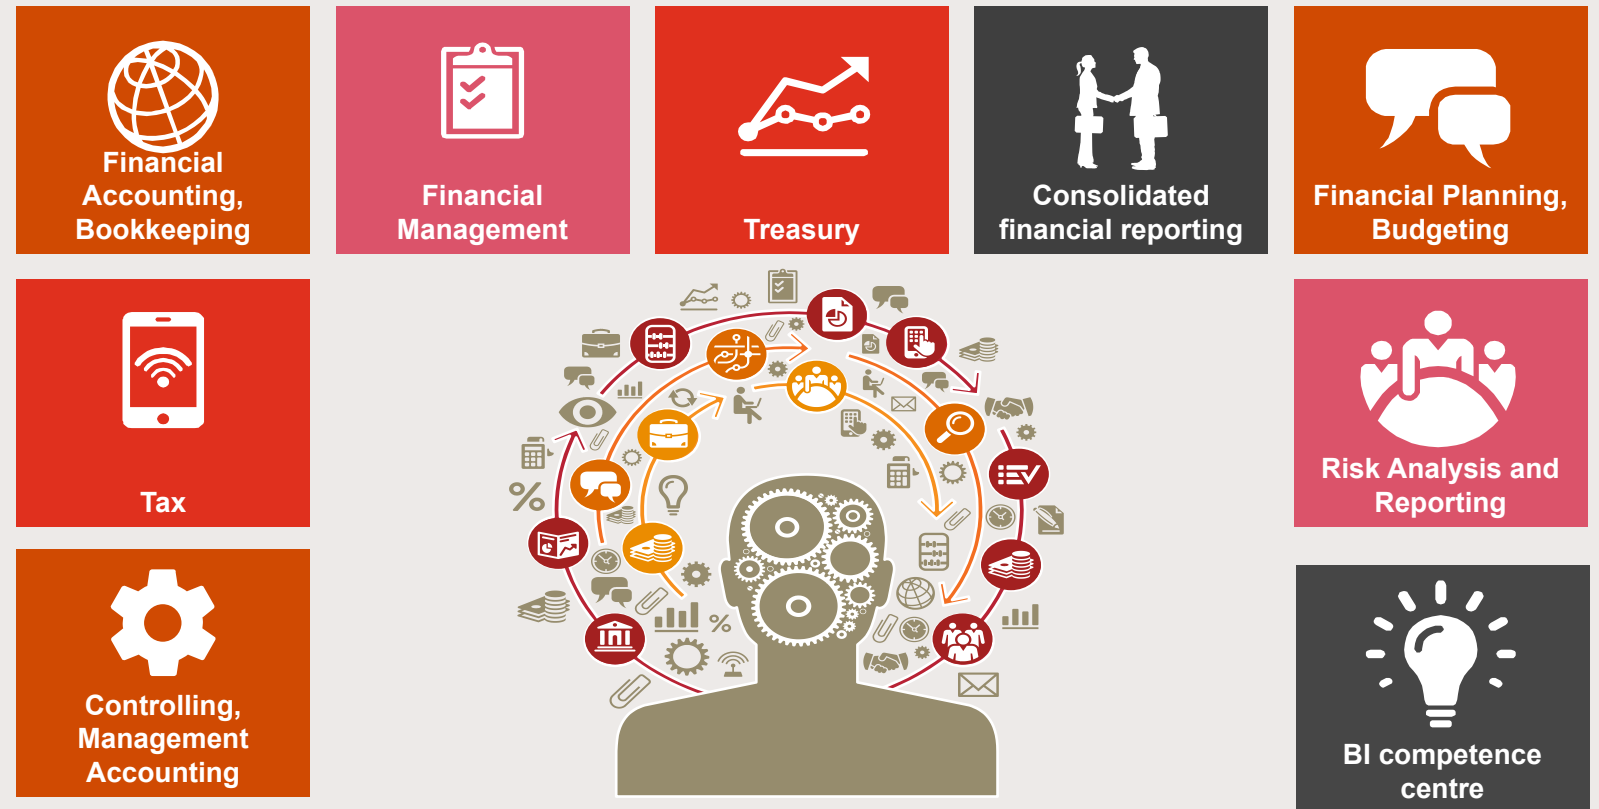 Financial
Accounting,
Bookkeeping
Financial
Management
Treasury
Consolidated
financial reporting
Financial Planning,
Budgeting
Tax
Risk Analysis and
Reporting
Controlling,
Management
Accounting
BI competence
centre
%
%